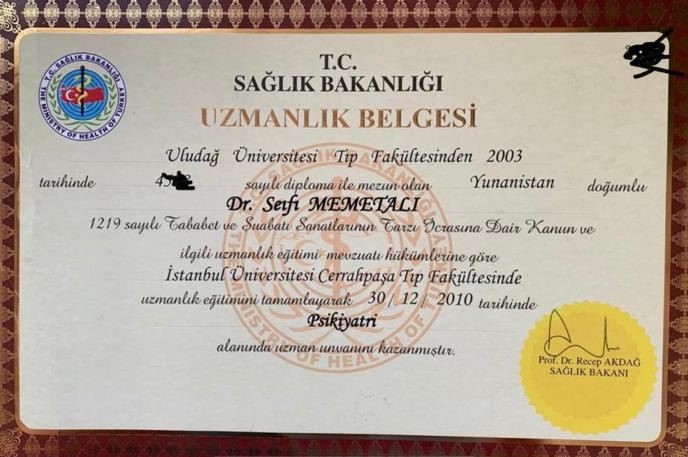 T.C.
SAĞLIK BAKANLIĞI
UZMANLIK BELGESİ
T.C. SAĞLIK BAKANLIĞI
THE MINISTRY OF HEALTH OF TURKEY
Uludağ Üniversitesi Tıp Fakültesinden 2003
tarihinde sayılı diploma ile mezun olan Yunanistan doğumlu
Dr. Seıfı MEMETALI
1219 sayılı Tababet ve Şuabatı Sanatlarının Tarzı İcrasına Dair Kanun ve
ilgili uzmanlık eğitimi mevzuatı hükümlerine göre
İstanbul Üniversitesi Cerrahpaşa Tıp Fakültesinde
uzmanlık eğitimini tamamlayarak 30/ 12/ 2010 tarihinde
Psikiyatri
alanında uzman unvanını kazanmıştır.
Prof. Dr. Recep AKDAĞ
SAĞLIK BAKANI